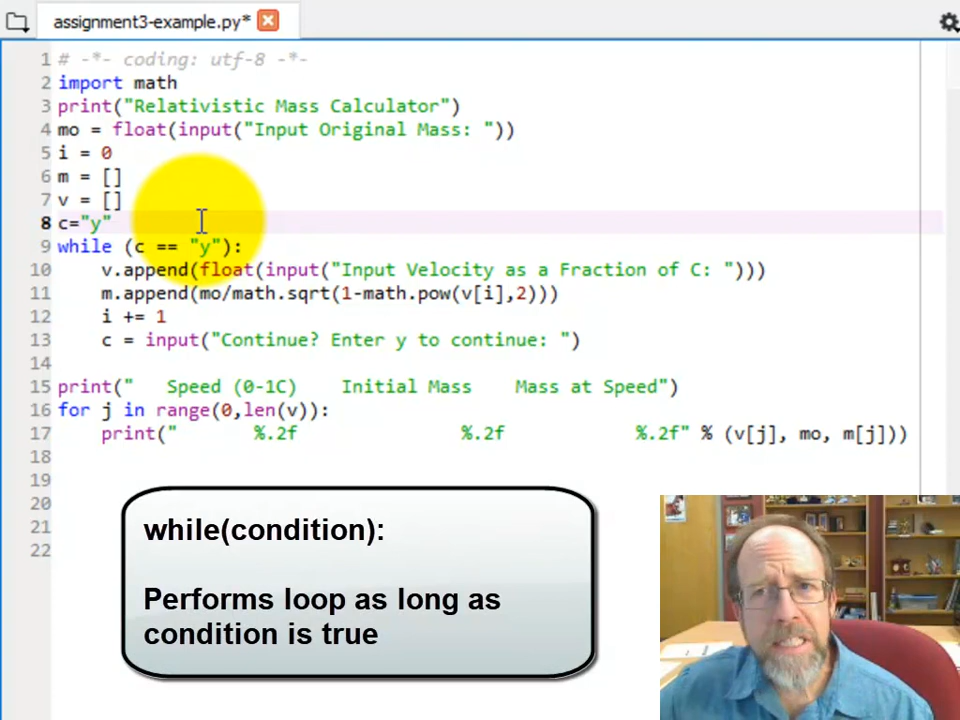 assignment3-example.py*
1 # -*- coding: utf-8 -*-
2 import math
3 print("Relativistic Mass Calculator")
4 mo = float(input("Input Original Mass: "))
5 i = 0
6 m = []
7 v = []
8 c="y"
9 while (c == "y"):
10     v.append(float(input("Input Velocity as a Fraction of C: ")))
11     m.append(mo/math.sqrt(1-math.pow(v[i],2)))
12     i += 1
13     c = input("Continue? Enter y to continue: ")
14
15 print("   Speed (0-1C)    Initial Mass    Mass at Speed")
16 for j in range(0,len(v)):
17     print("       %.2f               %.2f            %.2f" % (v[j], mo, m[j]))
18
19
20
21
22
while(condition):
Performs loop as long as
condition is true